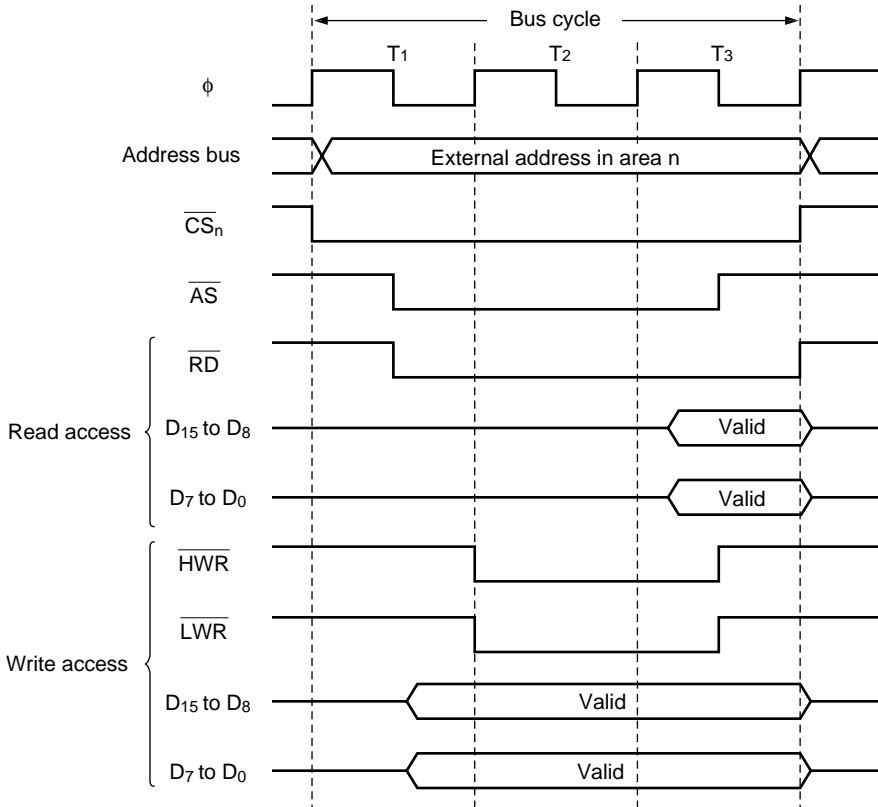 Bus cycle
T1 T2 T3
ϕ
Address bus External address in area n
CSn
AS
RD
Read access D15 to D8 Valid
D7 to D0 Valid
HWR
LWR
Write access D15 to D8 Valid
D7 to D0 Valid